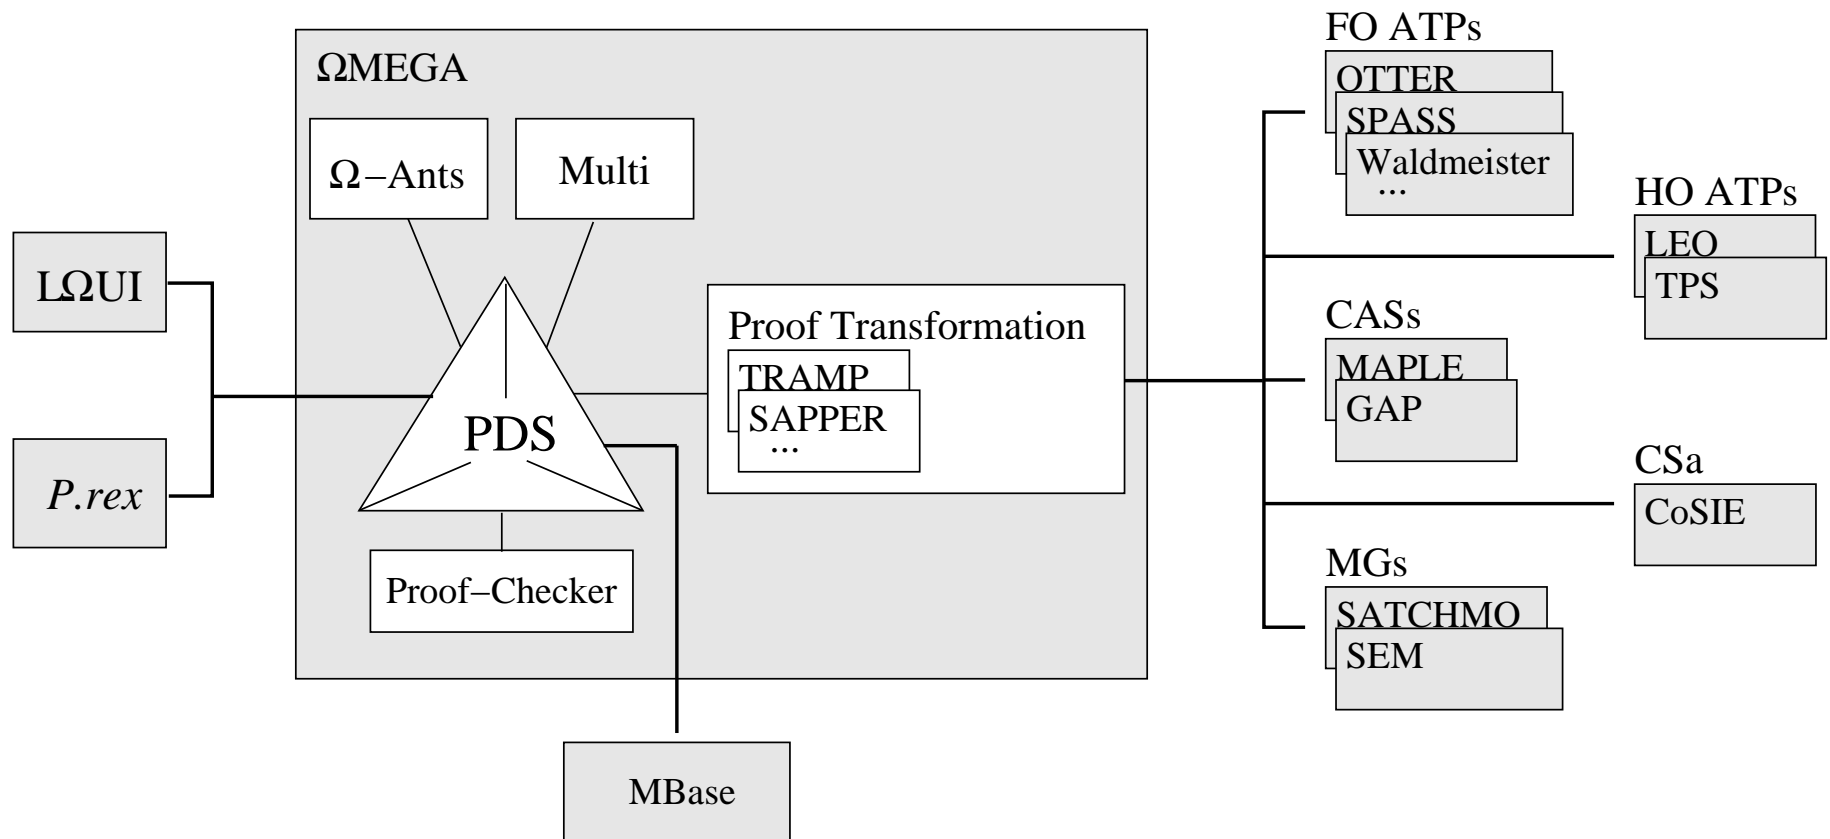 FO ATPs
OTTER
SPASS
Waldmeister
...
ΩMEGA
Ω−Ants
Multi
HO ATPs
LEO
TPS
LΩUI
Proof Transformation
TRAMP
SAPPER
...
CASs
MAPLE
GAP
PDS
P.rex
CSa
CoSIE
Proof−Checker
MGs
SATCHMO
SEM
MBase